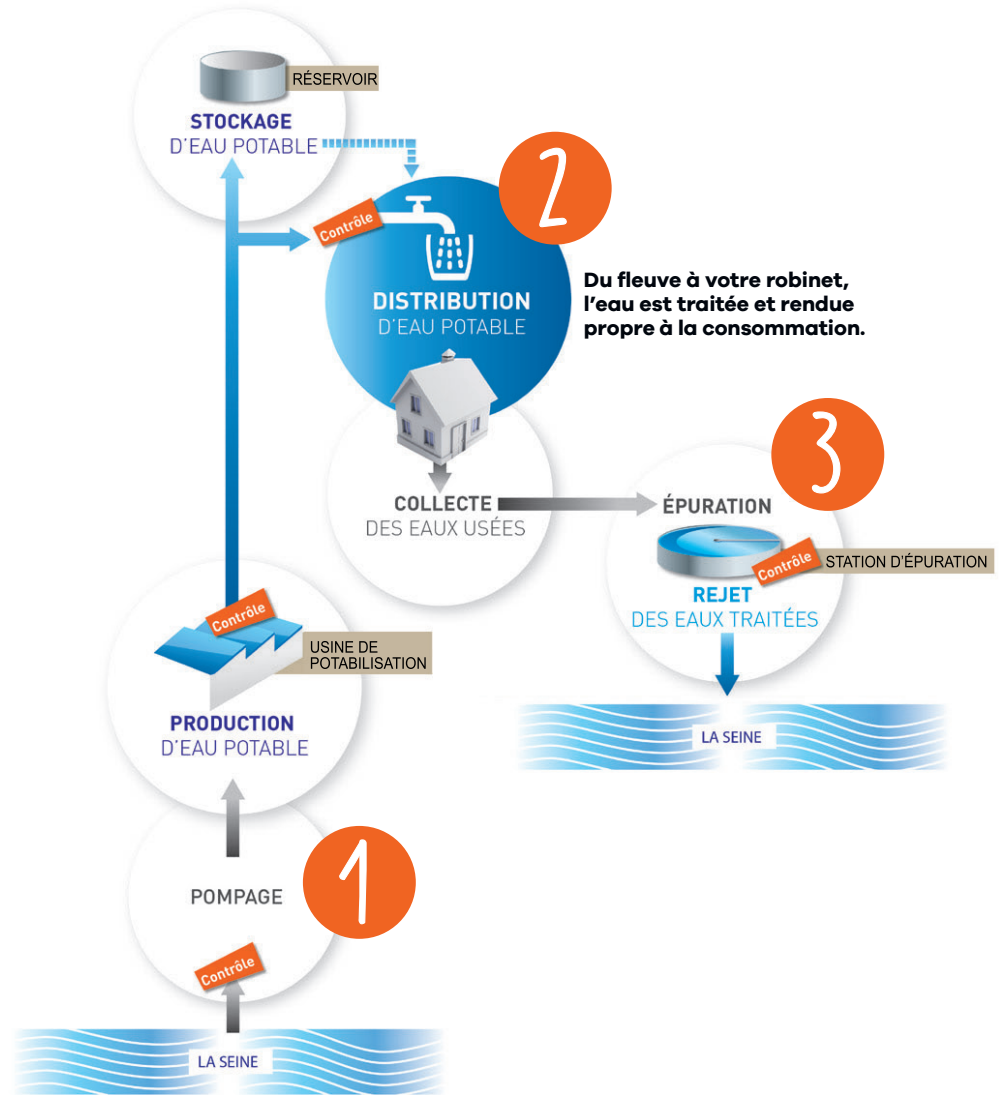 RÉSERVOIR
STOCKAGE
D'EAU POTABLE
2
Contrôle
DISTRIBUTION
D'EAU POTABLE
Du fleuve à votre robinet,
l'eau est traitée et rendue
propre à la consommation.
3
COLLECTE
DES EAUX USÉES
ÉPURATION
Contrôle
STATION D'ÉPURATION
REJET
DES EAUX TRAITÉES
LA SEINE
Contrôle
USINE DE
POTABILISATION
PRODUCTION
D'EAU POTABLE
1
POMPAGE
Contrôle
LA SEINE